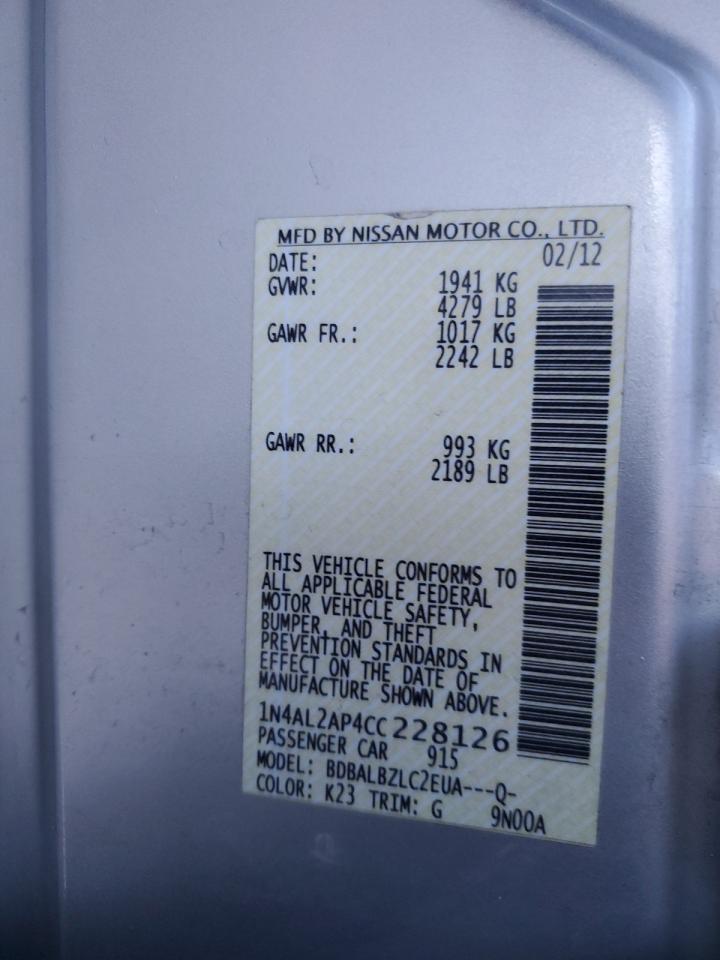 MFD BY NISSAN MOTOR CO., LTD.
DATE: 02/12
GVWR: 1941 KG
4279 LB
GAWR FR.: 1017 KG
2242 LB
GAWR RR.: 993 KG
2189 LB
THIS VEHICLE CONFORMS TO
ALL APPLICABLE FEDERAL
MOTOR VEHICLE SAFETY,
BUMPER, AND THEFT
PREVENTION STANDARDS IN
EFFECT ON THE DATE OF
MANUFACTURE SHOWN ABOVE.
1N4AL2AP4CC228126
PASSENGER CAR 915
MODEL: BDBALBZLC2EUA---Q-
COLOR: K23 TRIM: G 9N00A